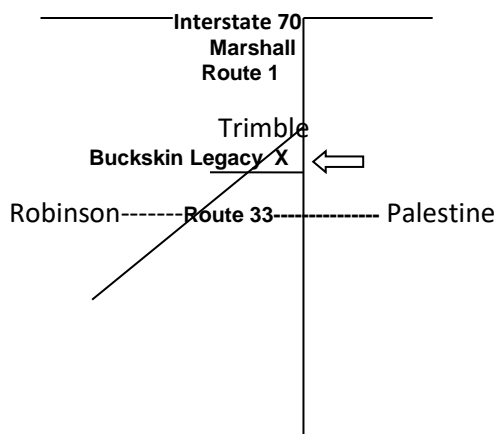 Interstate 70
Marshall
Route 1
Trimble
Buckskin Legacy X
Robinson-------Route 33---------------- Palestine